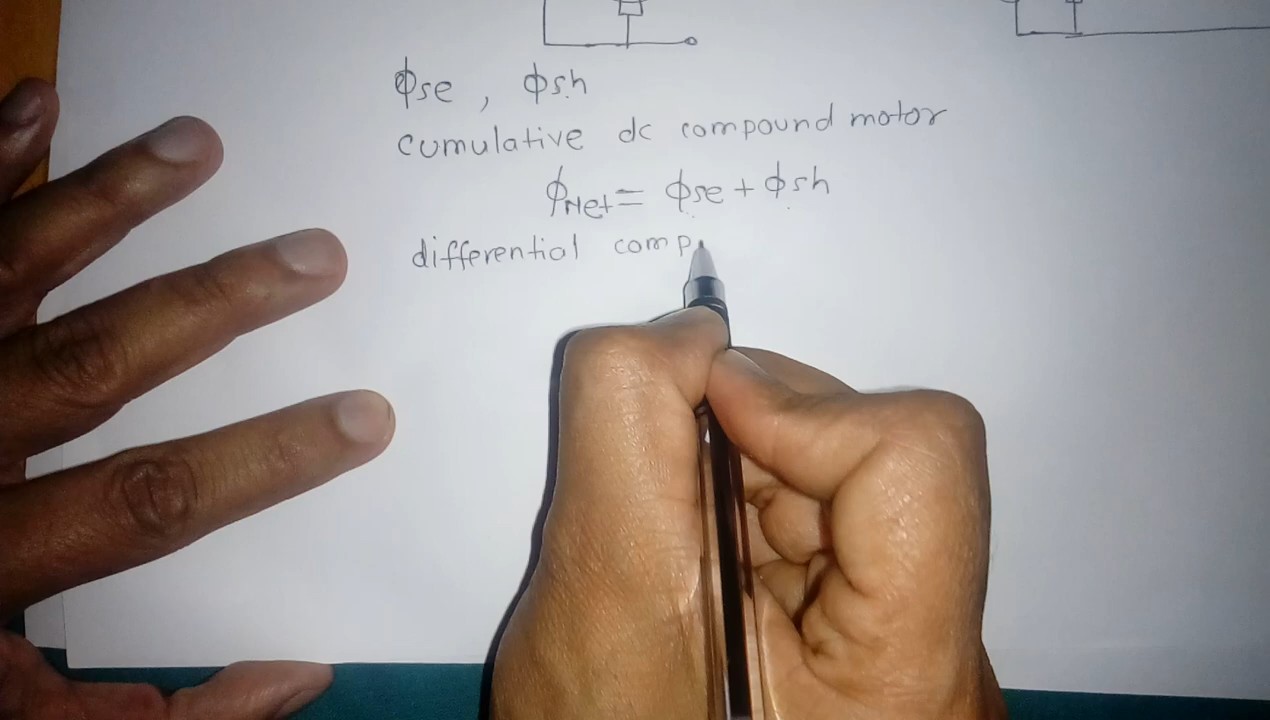 ϕse, ϕsh
cumulative dc compound motor
ϕNet = ϕse + ϕsh
differential comp